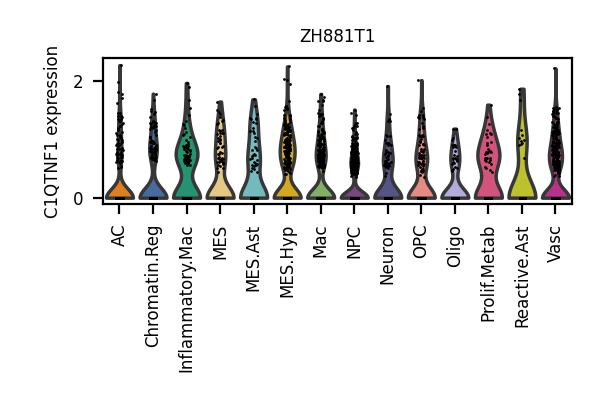 ZH881T1
C1QTNF1 expression
2
0
AC
Chromatin.Reg
Inflammatory.Mac
MES
MES.Ast
MES.Hyp
Mac
NPC
Neuron
OPC
Oligo
Prolif.Metab
Reactive.Ast
Vasc